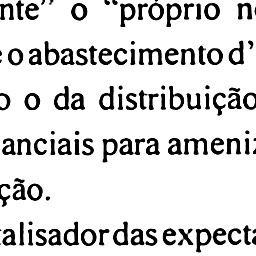 nte” o “próprio n
e o abastecimento d’
o o da distribuição
anciais para ameniz
ção.
talisador das expecta